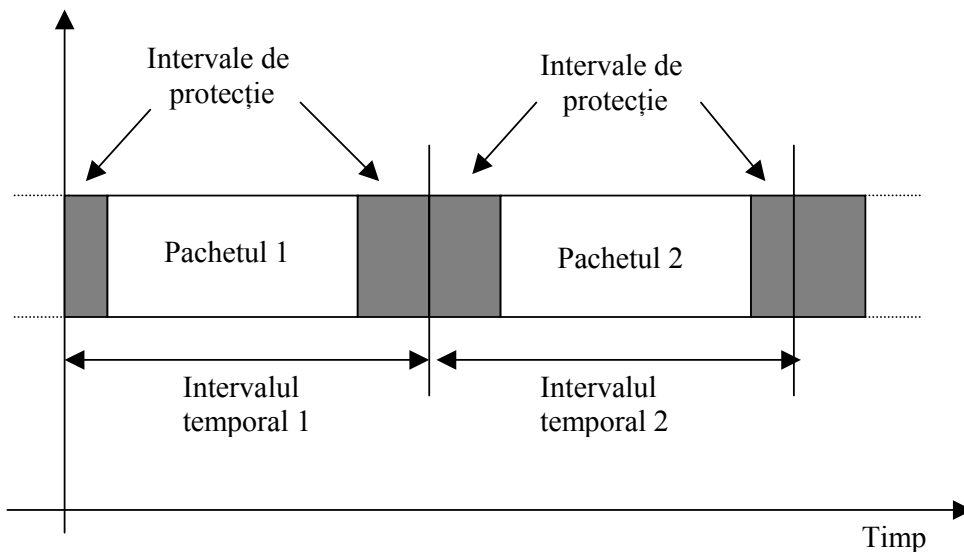 Intervale de
protecție
Intervale de
protecție
Pachetul 1
Pachetul 2
Intervalul
temporal 1
Intervalul
temporal 2
Timp